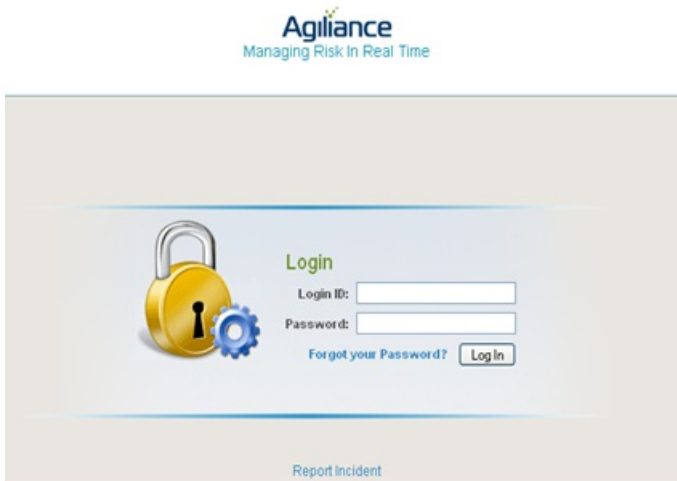 Agiliance
Managing Risk In Real Time
Login
Login ID:
Password:
Forgot your Password? Log In
Report Incident